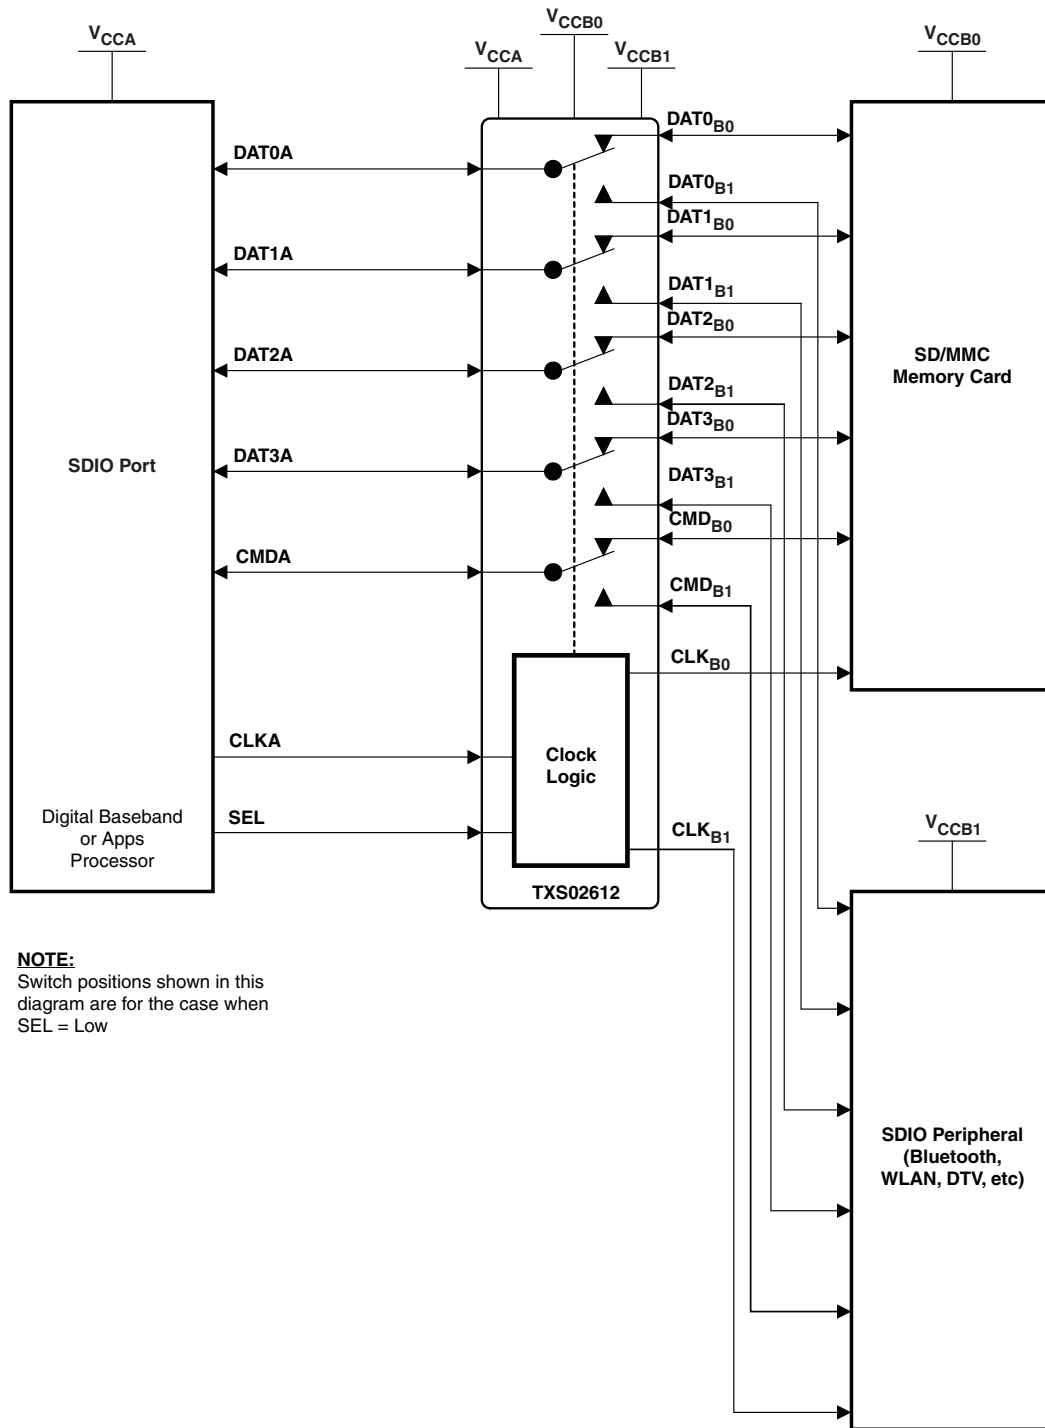 VCCA
VCCB0
VCCA
VCCB1
VCCB0
DAT0A
DAT0B0
DAT0B1
DAT1A
DAT1B0
DAT1B1
DAT2A
DAT2B0
DAT2B1
DAT3A
DAT3B0
DAT3B1
CMDA
CMDB0
CMDB1
SDIO Port
SD/MMC
Memory Card
CLKB0
CLKA
Clock
Logic
SEL
CLKB1
Digital Baseband
or Apps
Processor
TXS02612
VCCB1
NOTE:
Switch positions shown in this
diagram are for the case when
SEL = Low
SDIO Peripheral
(Bluetooth,
WLAN, DTV, etc)